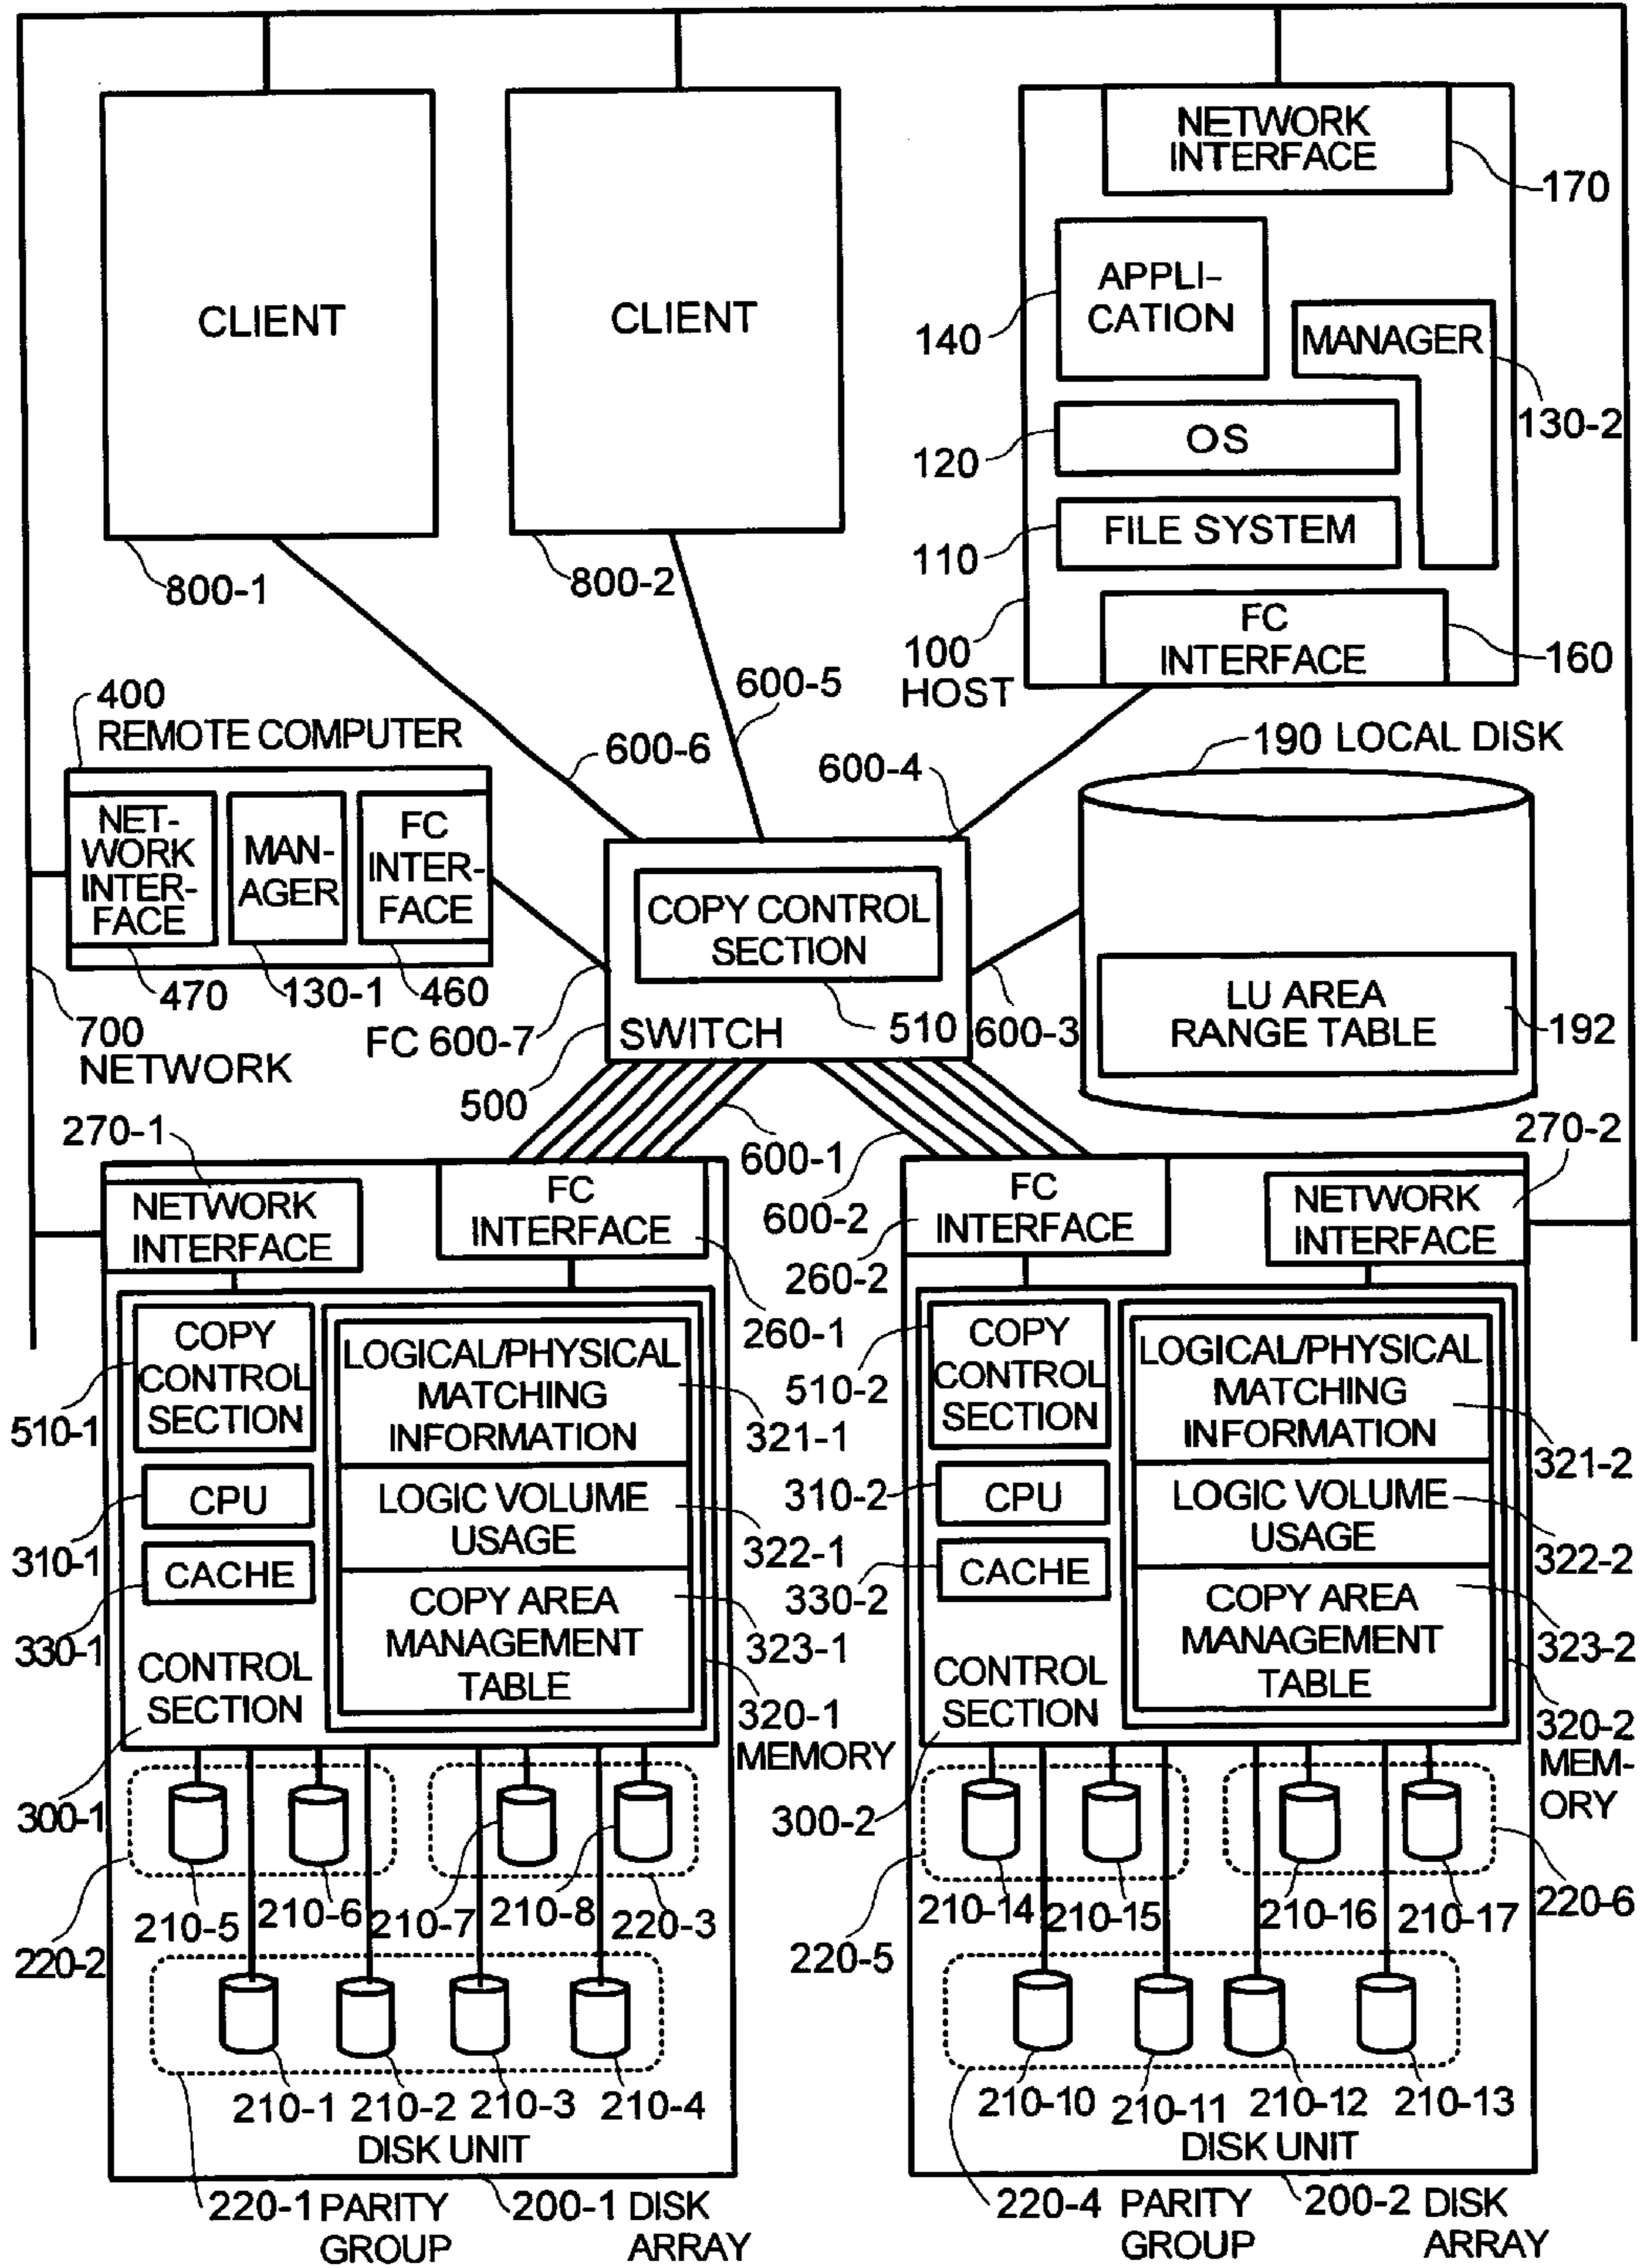 CLIENT
CLIENT
NETWORK
INTERFACE
170
APPLI-
CATION
140
MANAGER
130-2
OS
120
FILE SYSTEM
110
800-1
800-2
FC
INTERFACE
160
100
HOST
400
REMOTE COMPUTER
600-5
600-6
600-4
190 LOCAL DISK
NET-
WORK
INTER-
FACE
MAN-
AGER
FC
INTER-
FACE
COPY CONTROL
SECTION
470
130-1
460
LU AREA
RANGE TABLE
192
700
NETWORK
FC 600-7
SWITCH
510
600-3
500
270-1
270-2
600-1
600-2
NETWORK
INTERFACE
FC
INTERFACE
260-1
FC
INTERFACE
260-2
NETWORK
INTERFACE
COPY
CONTROL
SECTION
510-1
LOGICAL/PHYSICAL
MATCHING
INFORMATION
321-1
CPU
310-1
LOGIC VOLUME
USAGE
322-1
CACHE
330-1
COPY AREA
MANAGEMENT
TABLE
323-1
CONTROL
SECTION
320-1
MEMORY
300-1
COPY
CONTROL
SECTION
510-2
LOGICAL/PHYSICAL
MATCHING
INFORMATION
321-2
CPU
310-2
LOGIC VOLUME
USAGE
322-2
CACHE
330-2
COPY AREA
MANAGEMENT
TABLE
323-2
CONTROL
SECTION
320-2
MEM-
ORY
300-2
210-5
210-6
210-7
210-8
220-3
220-2
210-1
210-2
210-3
210-4
DISK UNIT
220-1 PARITY
GROUP
200-1 DISK
ARRAY
210-14
210-15
210-16
210-17
220-6
220-5
210-10
210-11
210-12
210-13
DISK UNIT
220-4 PARITY
GROUP
200-2 DISK
ARRAY